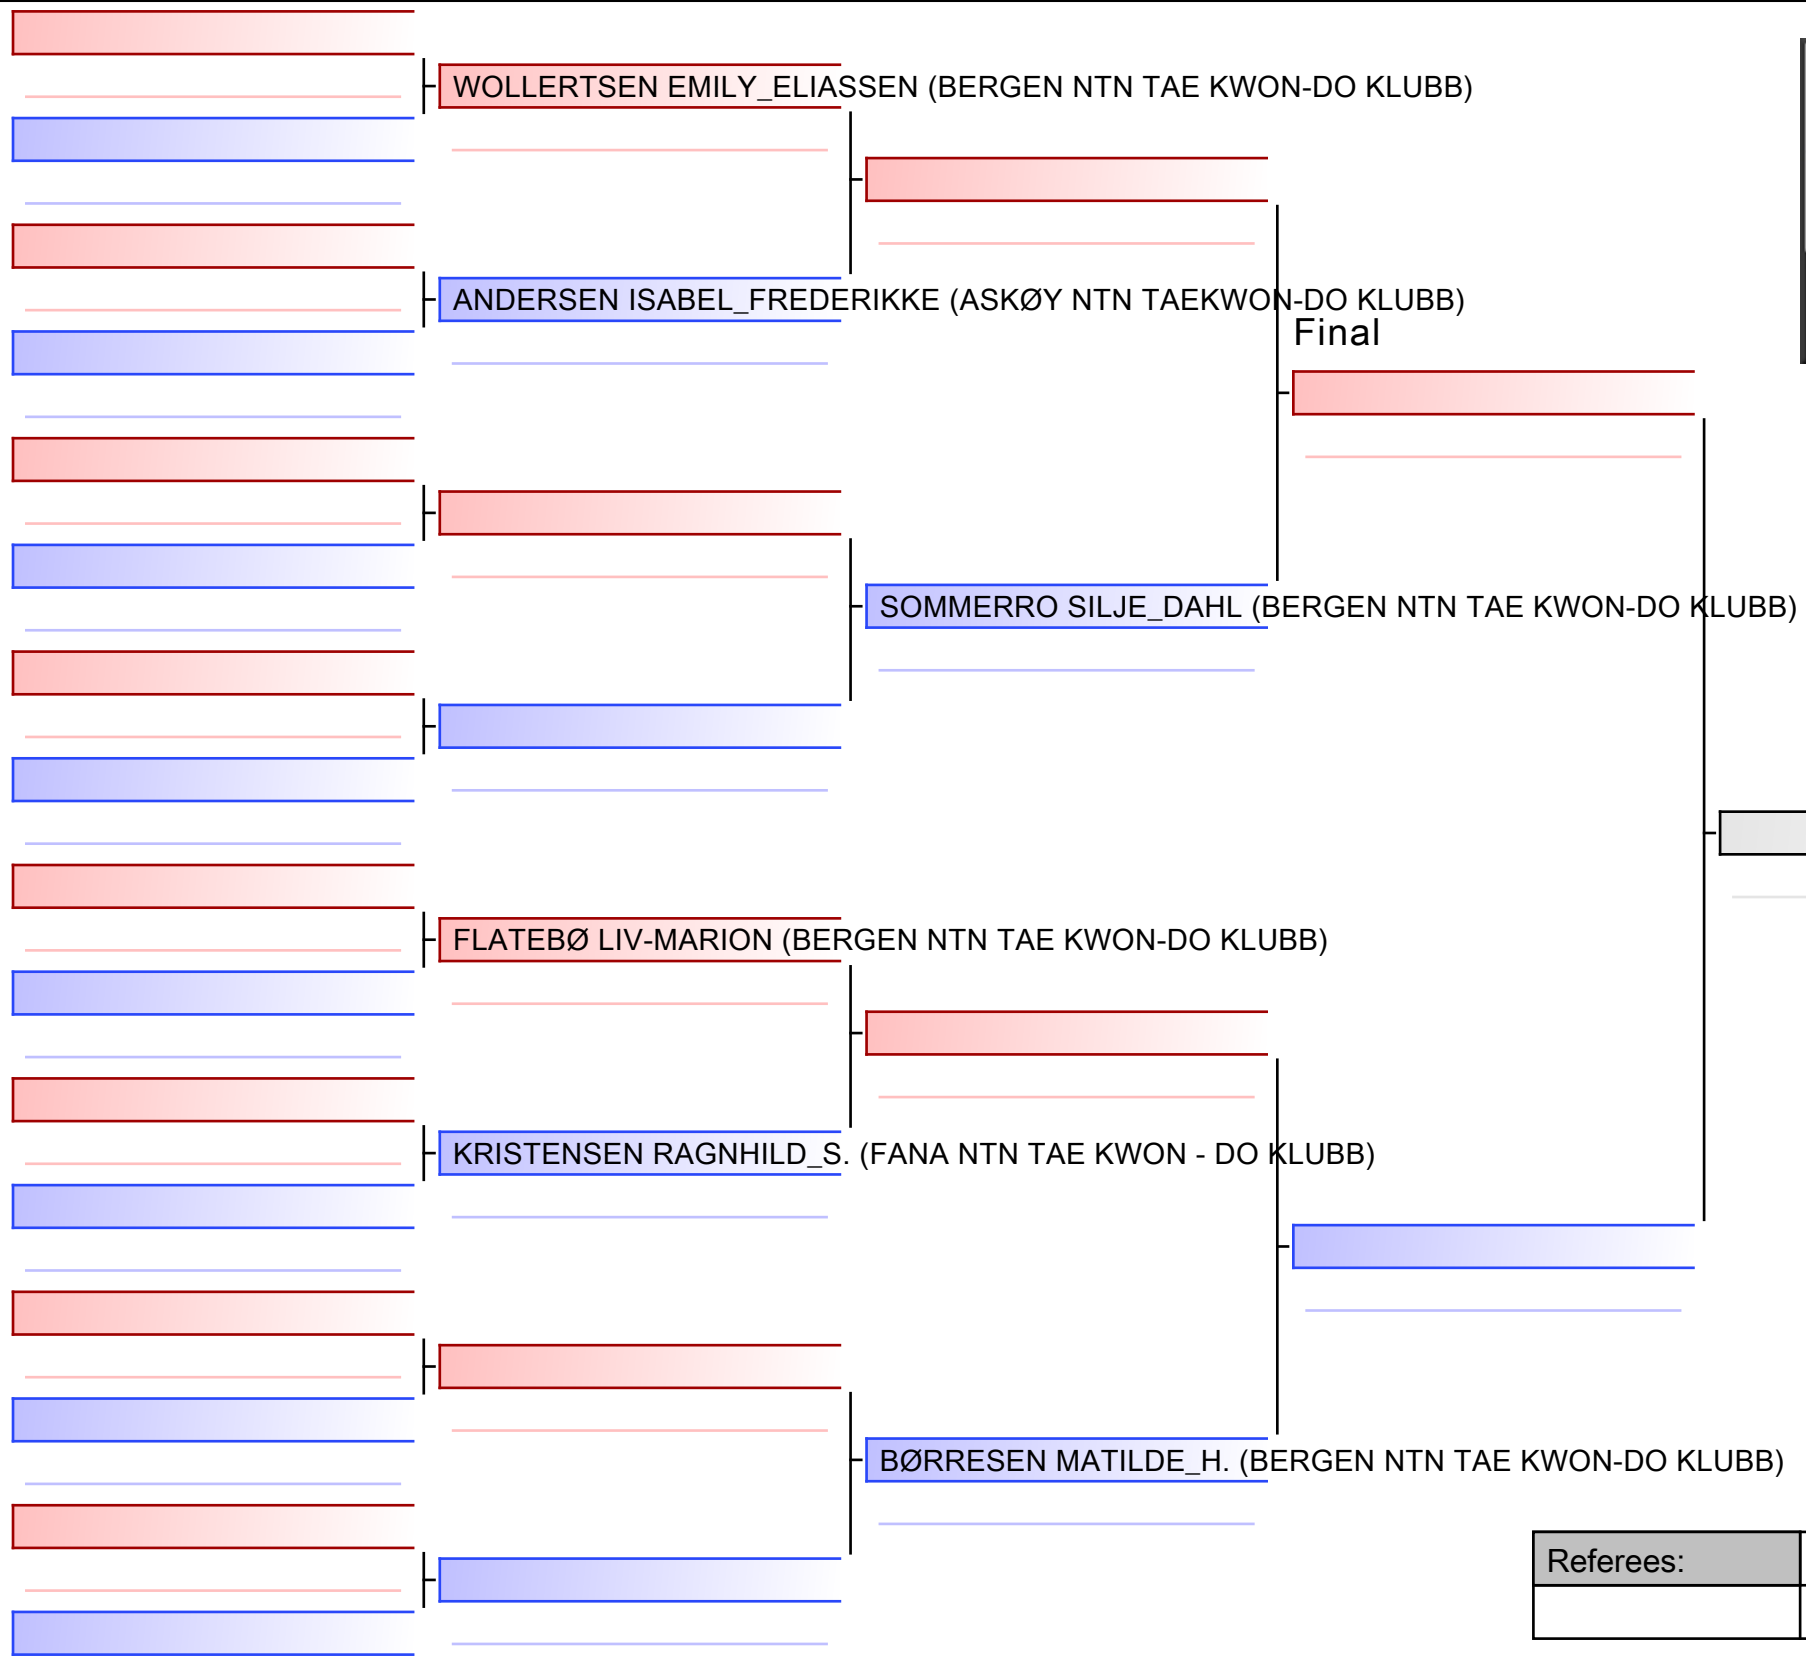 WOLLERTSEN EMILY_ELIASSEN (BERGEN NTN TAE KWON-DO KLUBB)
ANDERSEN ISABEL_FREDERIKKE (ASKØY NTN TAEKWON-DO KLUBB)
Final
SOMMERRO SILJE_DAHL (BERGEN NTN TAE KWON-DO KLUBB)
FLATEBØ LIV-MARION (BERGEN NTN TAE KWON-DO KLUBB)
KRISTENSEN RAGNHILD_S. (FANA NTN TAE KWON - DO KLUBB)
BØRRESEN MATILDE_H. (BERGEN NTN TAE KWON-DO KLUBB)
Referees: